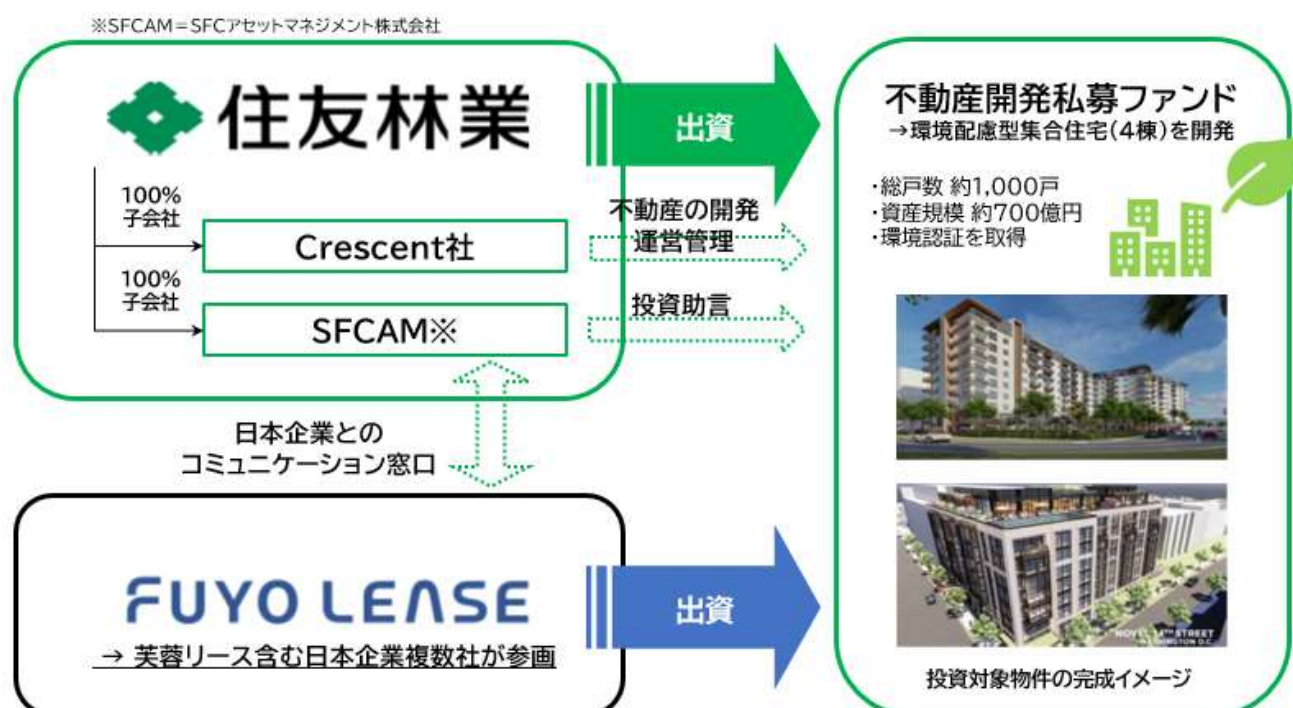 ※SFCAM=SFCアセットマネジメント株式会社
住友林業
100%
子会社
Crescent社
100%
子会社
SFCAM※
出資
不動産の開発
運営管理
投資助言
日本企業との
コミュニケーション窓口
FUYO LEASE
→ 芙蓉リース含む日本企業複数社が参画
出資
不動産開発私募ファンド
→環境配慮型集合住宅(4棟)を開発
・総戸数 約1,000戸
・資産規模 約700億円
・環境認証を取得
NOVEL 14TH STREET
WASHINGTON D.C.
投資対象物件の完成イメージ